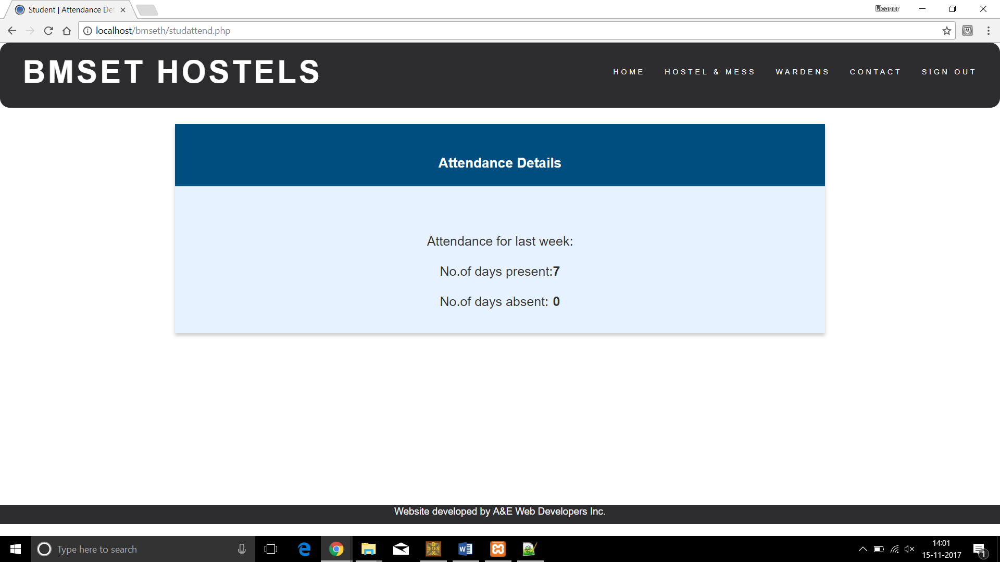 Student | Attendance De
Eleanor
localhost/bmseth/studattend.php
BMSET HOSTELS
HOME HOSTEL & MESS WARDENS CONTACT SIGN OUT
Attendance Details
Attendance for last week:
No.of days present:7
No.of days absent: 0
Website developed by A&E Web Developers Inc.
Type here to search
14:01
15-11-2017
1